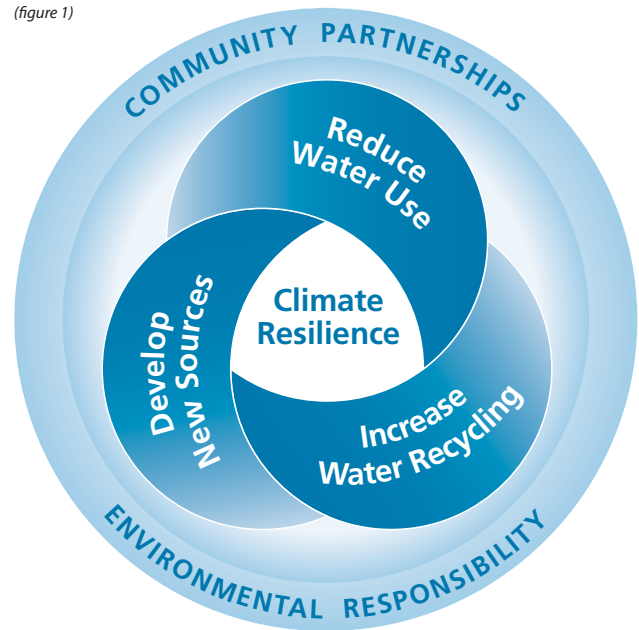 (figure 1)
COMMUNITY PARTNERSHIPS
Reduce
Water Use
Climate
Resilience
Develop
New Sources
Increase
Water Recycling
ENVIRONMENTAL RESPONSIBILITY